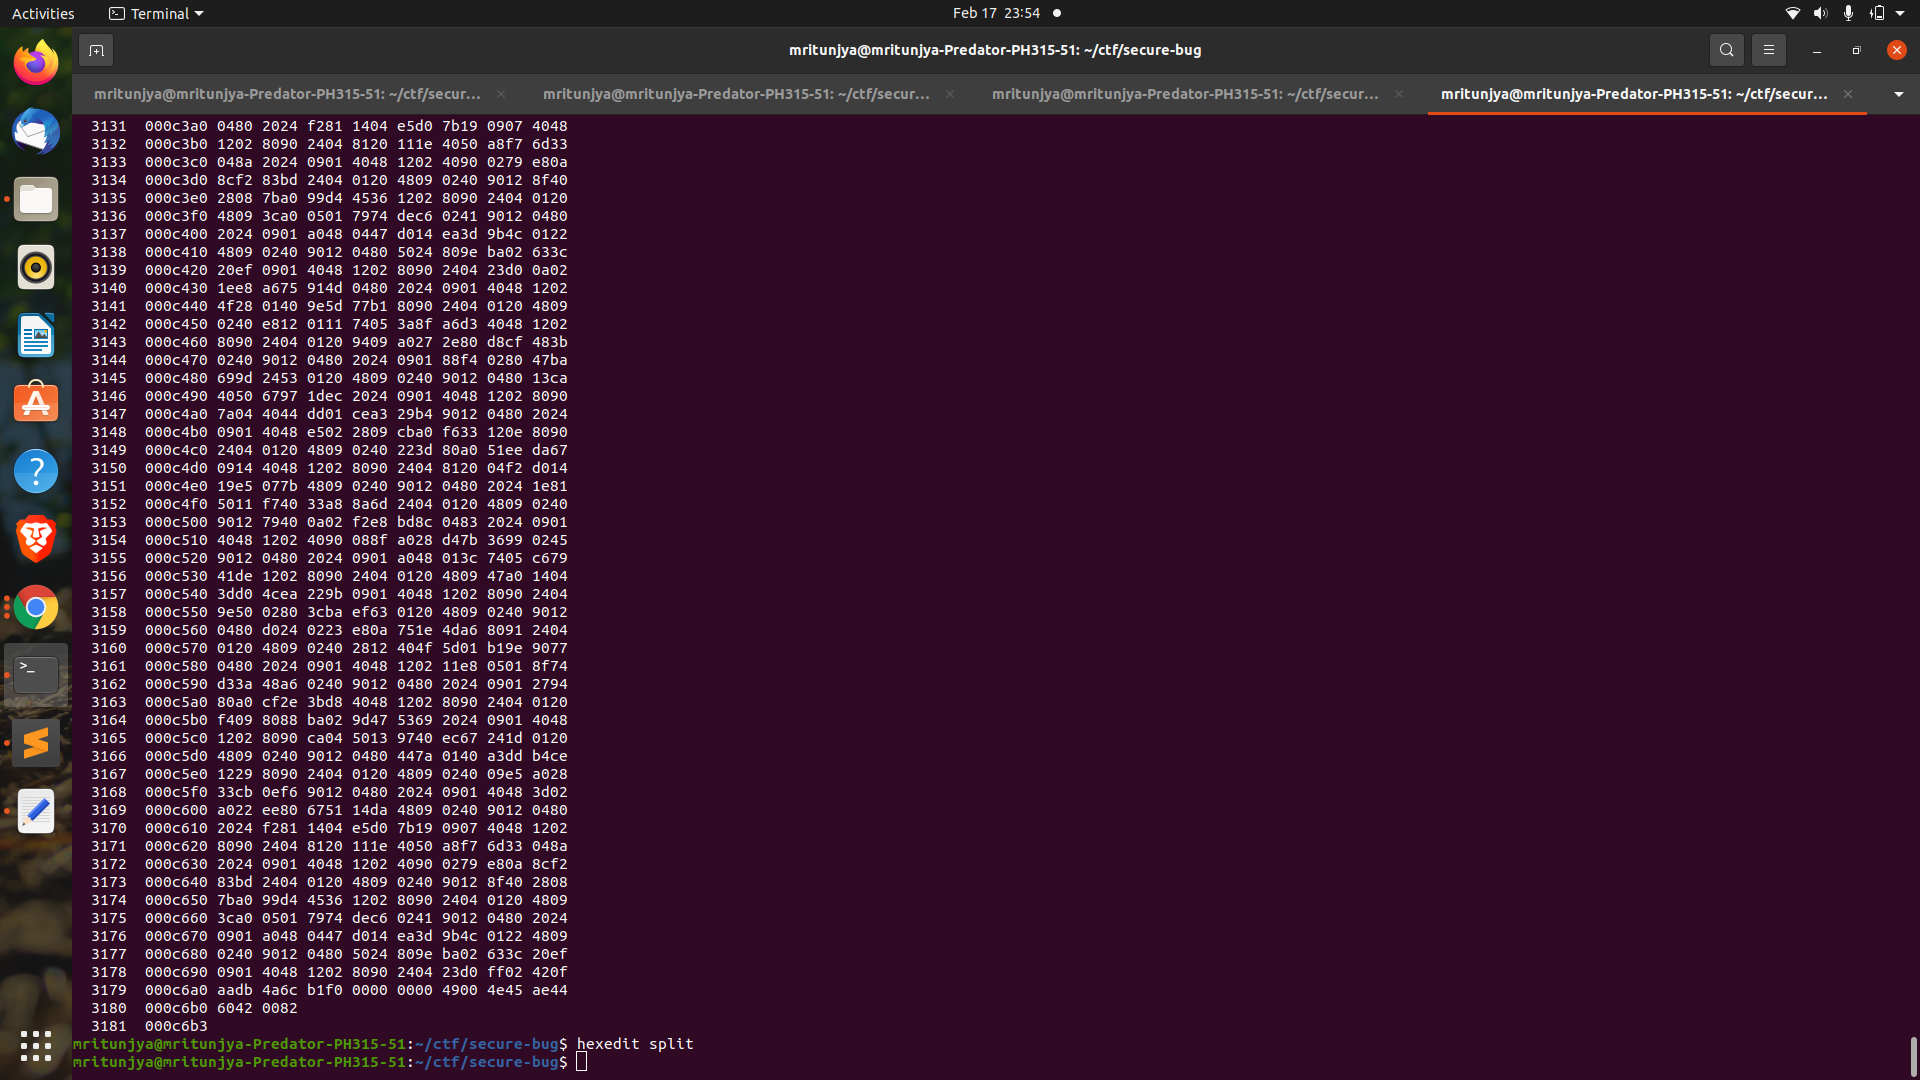 Activities
Terminal
Feb 17 23:54
mritunjya@mritunjya-Predator-PH315-51: ~/ctf/secure-bug
mritunjya@mritunjya-Predator-PH315-51: ~/ctf/secur...
mritunjya@mritunjya-Predator-PH315-51: ~/ctf/secur...
mritunjya@mritunjya-Predator-PH315-51: ~/ctf/secur...
mritunjya@mritunjya-Predator-PH315-51: ~/ctf/secur...
3131 000c3a0 0480 2024 f281 1404 e5d0 7b19 0907 4048
3132 000c3b0 1202 8090 2404 8120 111e 4050 a8f7 6d33
3133 000c3c0 048a 2024 0901 4048 1202 4090 0279 e80a
3134 000c3d0 8cf2 83bd 2404 0120 4809 0240 9012 8f40
3135 000c3e0 2808 7ba0 99d4 4536 1202 8090 2404 0120
3136 000c3f0 4809 3ca0 0501 7974 dec6 0241 9012 0480
3137 000c400 2024 0901 a048 0447 d014 ea3d 9b4c 0122
3138 000c410 4809 0240 9012 0480 5024 809e ba02 633c
3139 000c420 20ef 0901 4048 1202 8090 2404 23d0 0a02
3140 000c430 1ee8 a675 914d 0480 2024 0901 4048 1202
3141 000c440 4f28 0140 9e5d 77b1 8090 2404 0120 4809
3142 000c450 0240 e812 0111 7405 3a8f a6d3 4048 1202
3143 000c460 8090 2404 0120 9409 a027 2e80 d8cf 483b
3144 000c470 0240 9012 0480 2024 0901 88f4 0280 47ba
3145 000c480 699d 2453 0120 4809 0240 9012 0480 13ca
3146 000c490 4050 6797 1dec 2024 0901 4048 1202 8090
3147 000c4a0 7a04 4044 dd01 cea3 29b4 9012 0480 2024
3148 000c4b0 0901 4048 e502 2809 cba0 f633 120e 8090
3149 000c4c0 2404 0120 4809 0240 223d 80a0 51ee da67
3150 000c4d0 0914 4048 1202 8090 2404 8120 04f2 d014
3151 000c4e0 19e5 077b 4809 0240 9012 0480 2024 1e81
3152 000c4f0 5011 f740 33a8 8a6d 2404 0120 4809 0240
3153 000c500 9012 7940 0a02 f2e8 bd8c 0483 2024 0901
3154 000c510 4048 1202 4090 088f a028 d47b 3699 0245
3155 000c520 9012 0480 2024 0901 a048 013c 7405 c679
3156 000c530 41de 1202 8090 2404 0120 4809 47a0 1404
3157 000c540 3dd0 4cea 229b 0901 4048 1202 8090 2404
3158 000c550 9e50 0280 3cba ef63 0120 4809 0240 9012
3159 000c560 0480 d024 0223 e80a 751e 4da6 8091 2404
3160 000c570 0120 4809 0240 2812 404f 5d01 b19e 9077
3161 000c580 0480 2024 0901 4048 1202 11e8 0501 8f74
3162 000c590 d33a 48a6 0240 9012 0480 2024 0901 2794
3163 000c5a0 80a0 cf2e 3bd8 4048 1202 8090 2404 0120
3164 000c5b0 f409 8088 ba02 9d47 5369 2024 0901 4048
3165 000c5c0 1202 8090 ca04 5013 9740 ec67 241d 0120
3166 000c5d0 4809 0240 9012 0480 447a 0140 a3dd b4ce
3167 000c5e0 1229 8090 2404 0120 4809 0240 09e5 a028
3168 000c5f0 33cb 0ef6 9012 0480 2024 0901 4048 3d02
3169 000c600 a022 ee80 6751 14da 4809 0240 9012 0480
3170 000c610 2024 f281 1404 e5d0 7b19 0907 4048 1202
3171 000c620 8090 2404 8120 111e 4050 a8f7 6d33 048a
3172 000c630 2024 0901 4048 1202 4090 0279 e80a 8cf2
3173 000c640 83bd 2404 0120 4809 0240 9012 8f40 2808
3174 000c650 7ba0 99d4 4536 1202 8090 2404 0120 4809
3175 000c660 3ca0 0501 7974 dec6 0241 9012 0480 2024
3176 000c670 0901 a048 0447 d014 ea3d 9b4c 0122 4809
3177 000c680 0240 9012 0480 5024 809e ba02 633c 20ef
3178 000c690 0901 4048 1202 8090 2404 23d0 ff02 420f
3179 000c6a0 aadb 4a6c b1f0 0000 0000 4900 4e45 ae44
3180 000c6b0 6042 0082
3181 000c6b3
mritunjya@mritunjya-Predator-PH315-51:~/ctf/secure-bug$ hexedit split
mritunjya@mritunjya-Predator-PH315-51:~/ctf/secure-bug$